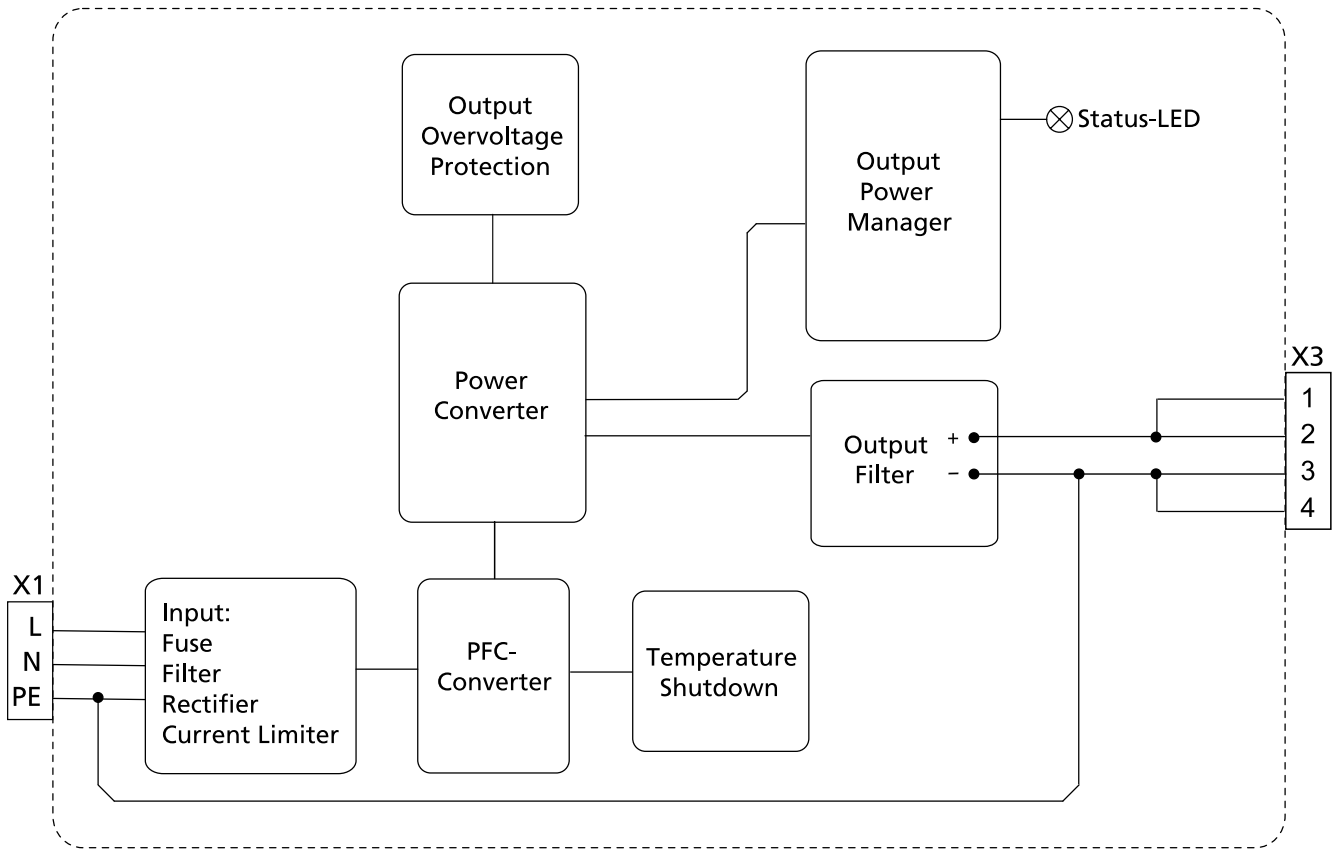 Output
Overvoltage
Protection
Output
Power
Manager
Status-LED
Power
Converter
Output
Filter
+
–
X3
1
2
3
4
X1
L
N
PE
Input:
Fuse
Filter
Rectifier
Current Limiter
PFC-
Converter
Temperature
Shutdown